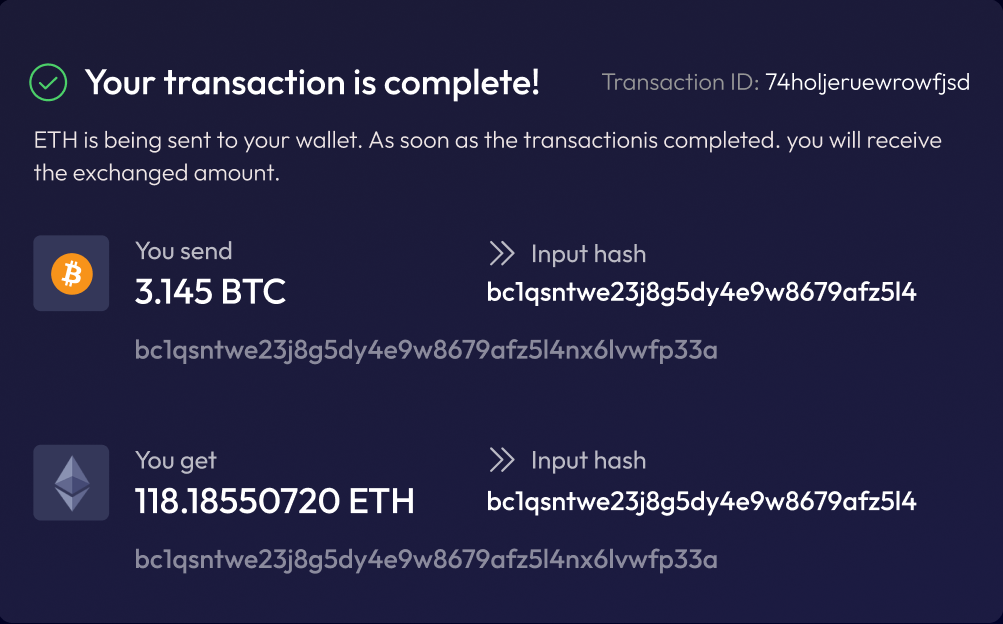 Your transaction is complete!
Transaction ID: 74holjeruewrowfjsd
ETH is being sent to your wallet. As soon as the transactionis completed. you will receive
the exchanged amount.
You send
3.145 BTC
Input hash
bc1qsntwe23j8g5dy4e9w8679afz5l4
bc1qsntwe23j8g5dy4e9w8679afz5l4nx6lvwfp33a
You get
118.18550720 ETH
Input hash
bc1qsntwe23j8g5dy4e9w8679afz5l4
bc1qsntwe23j8g5dy4e9w8679afz5l4nx6lvwfp33a